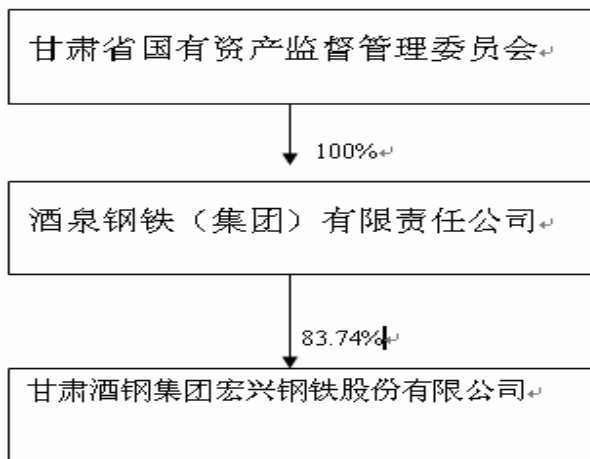 甘肃省国有资产监督管理委员会
100%
酒泉钢铁（集团）有限责任公司
83.74%
甘肃酒钢集团宏兴钢铁股份有限公司